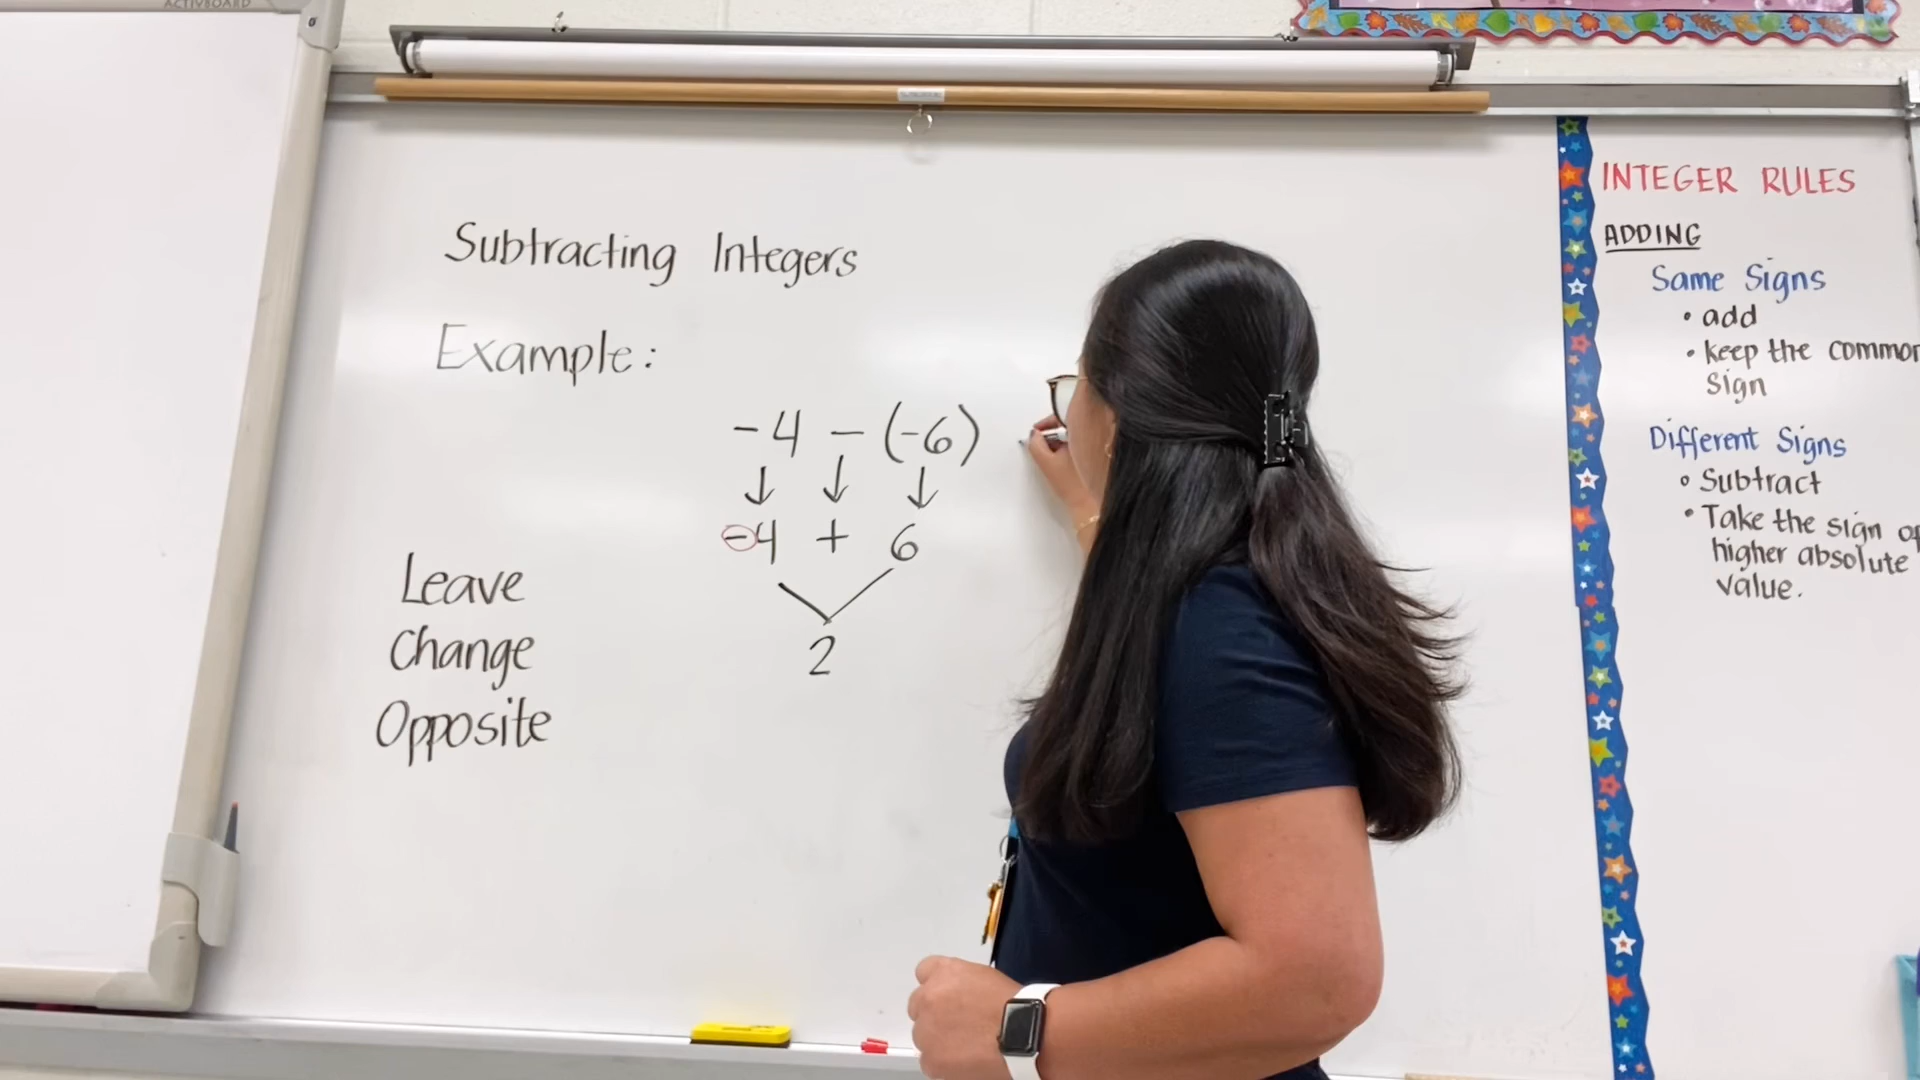 ACTIVBOARD
Subtracting Integers
Example:
-4 - (-6)
↓ ↓ ↓
-4 + 6
2
Leave
Change
Opposite
INTEGER RULES
ADDING
Same Signs
• add
• keep the common
sign
Different Signs
• Subtract
• Take the sign of
higher absolute
value.